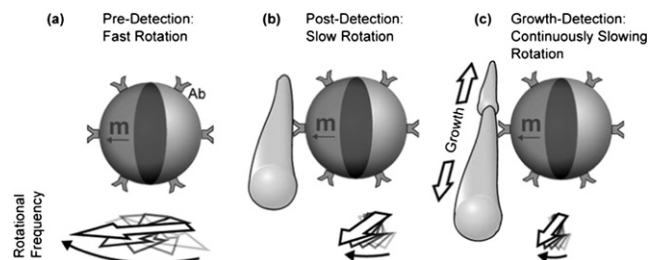 (a) Pre-Detection:
Fast Rotation
(b) Post-Detection:
Slow Rotation
(c) Growth-Detection:
Continuously Slowing
Rotation
Ab
m
m
Growth
m
Rotational
Frequency